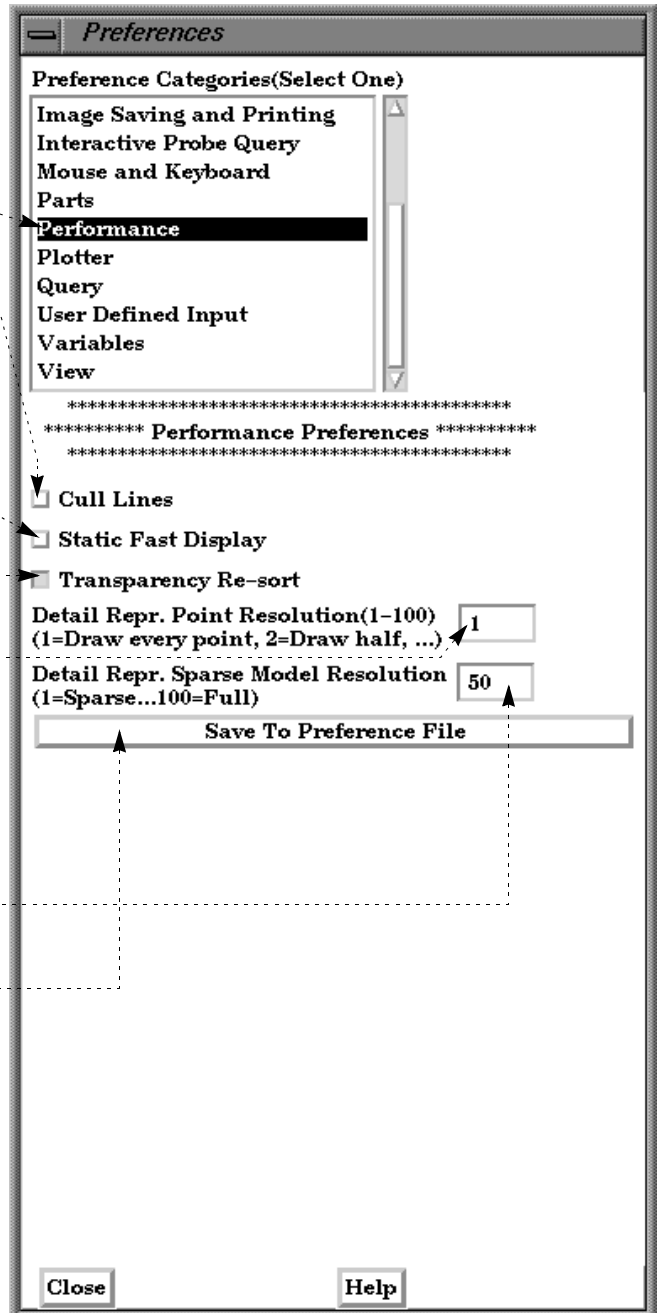 Preferences
Preference Categories(Select One)
Image Saving and Printing
Interactive Probe Query
Mouse and Keyboard
Parts
Performance
Plotter
Query
User Defined Input
Variables
View
********************************************
********** Performance Preferences **********
********************************************
Cull Lines
Static Fast Display
Transparency Re-sort
Detail Repr. Point Resolution(1-100)
(1=Draw every point, 2=Draw half, ...)
1
Detail Repr. Sparse Model Resolution
(1=Sparse...100=Full)
50
Save To Preference File
Close
Help